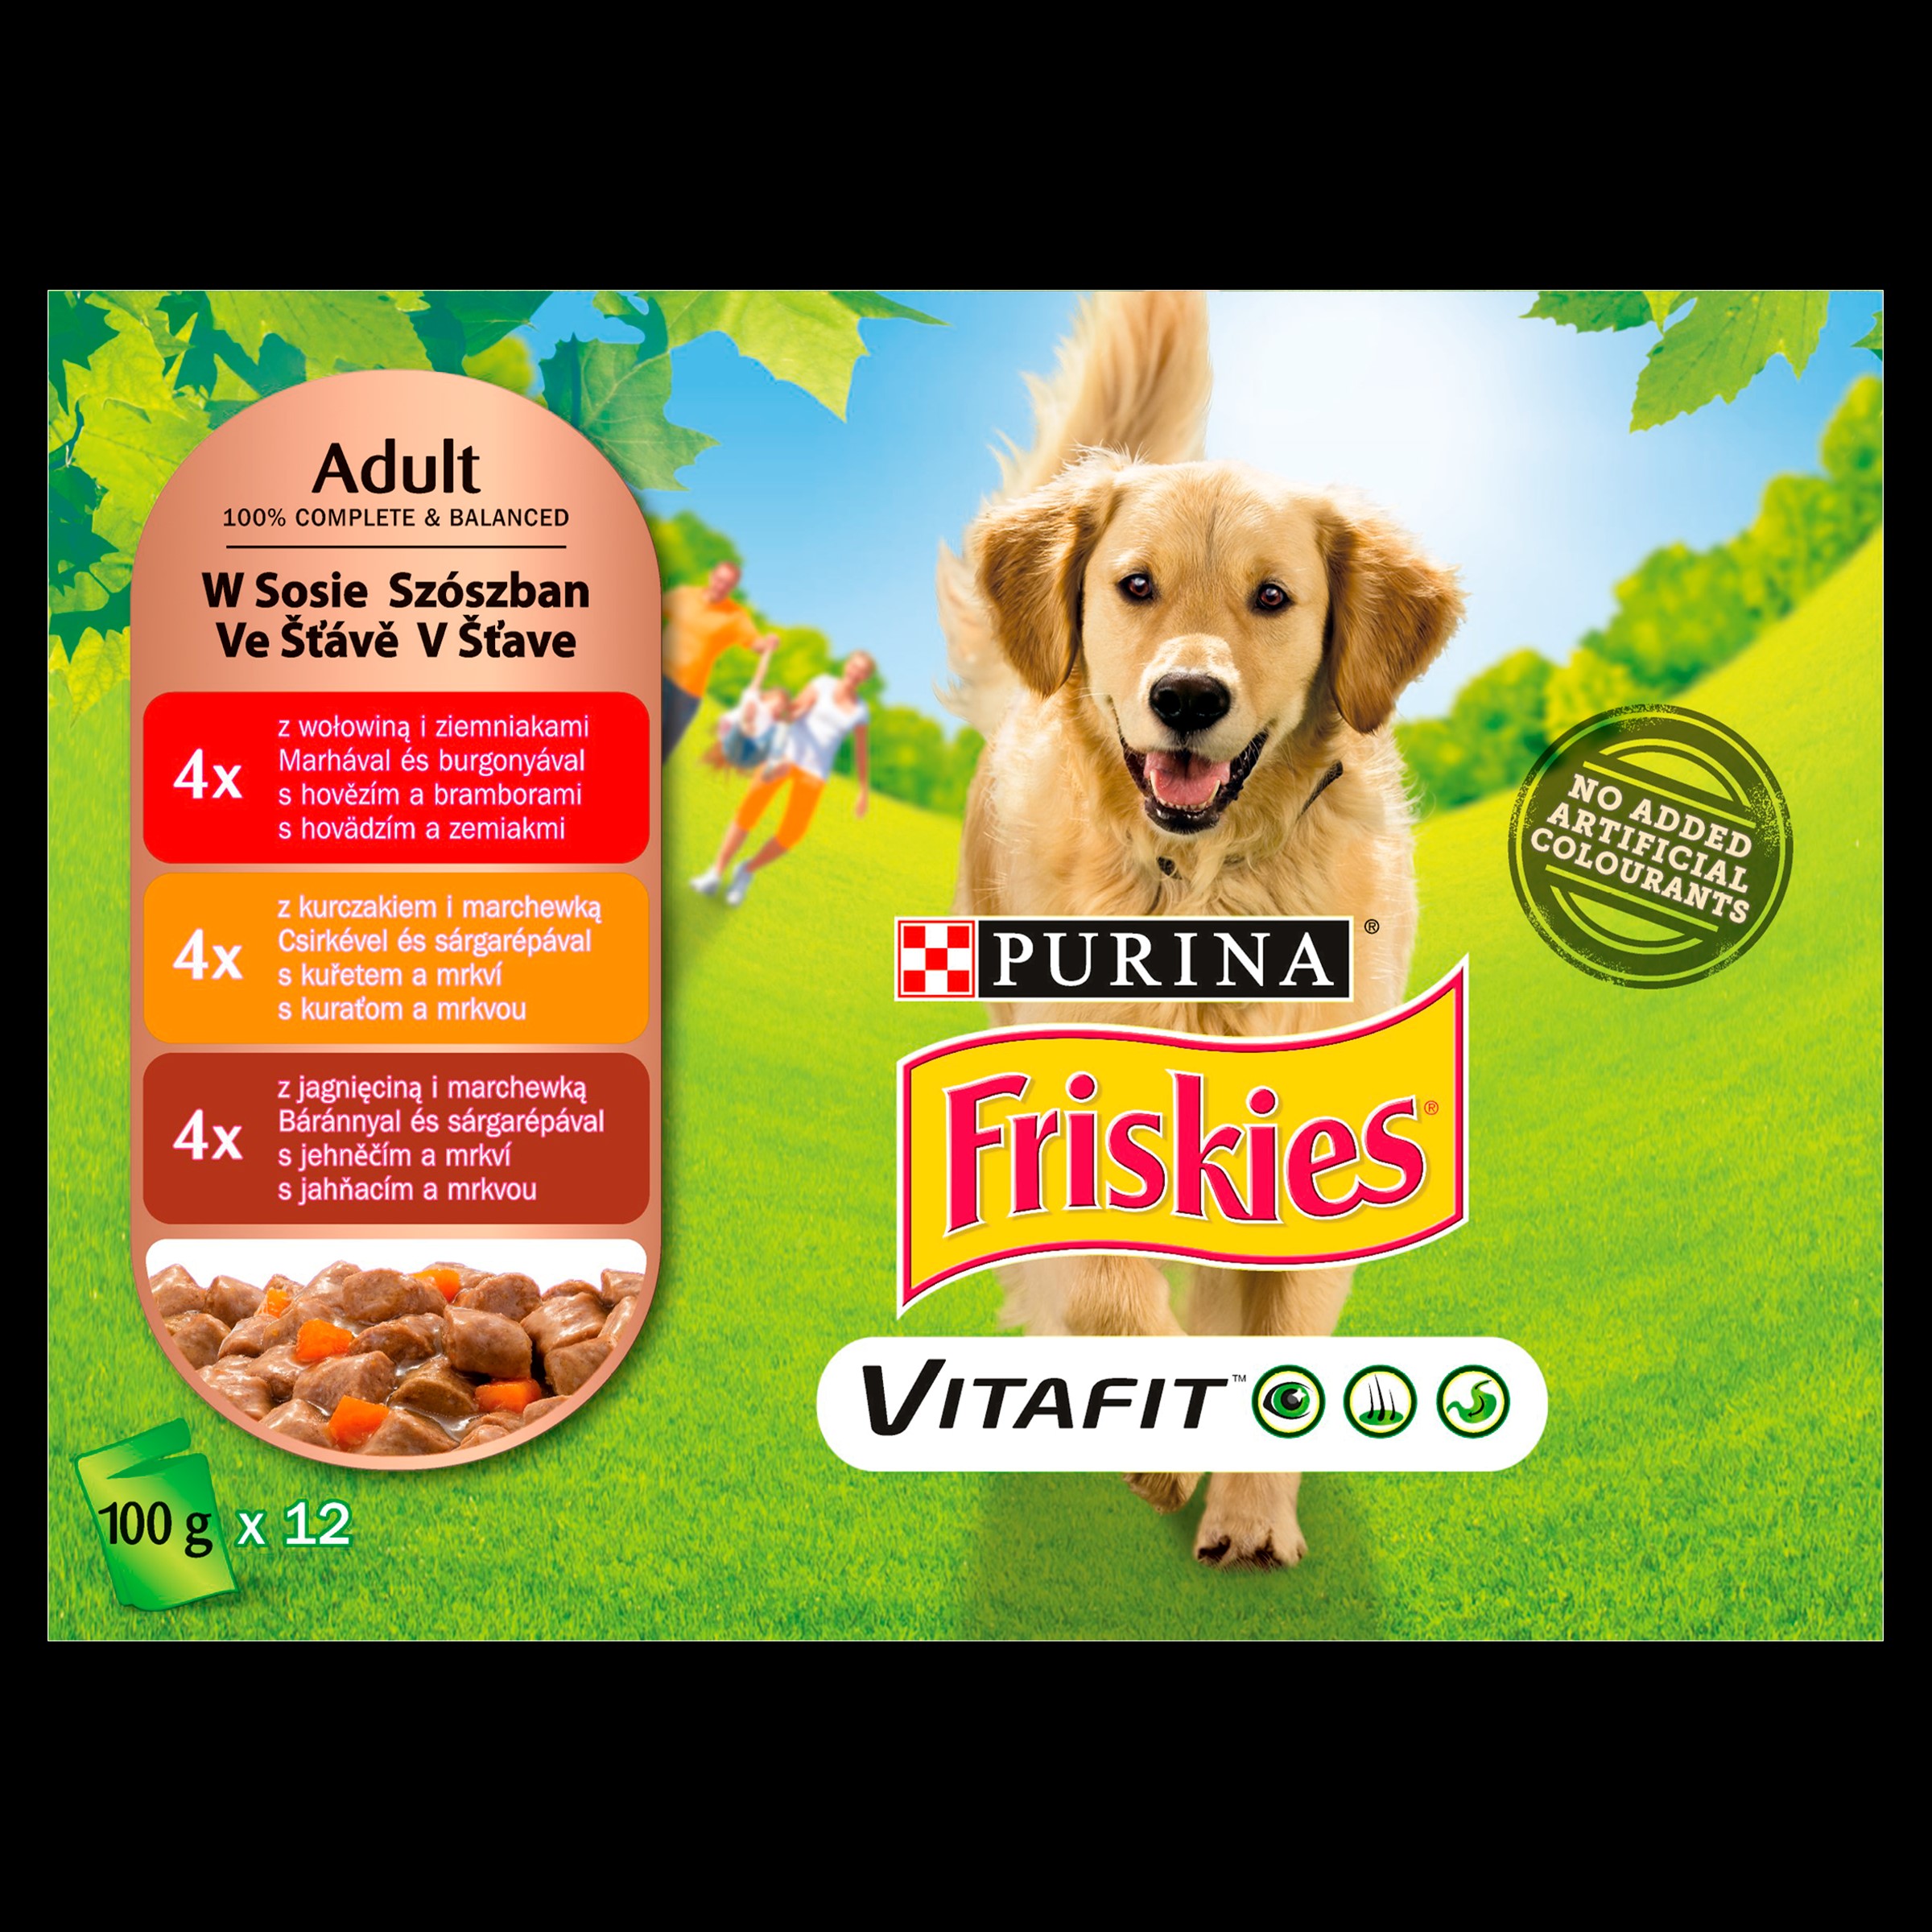 Adult
100% COMPLETE & BALANCED
W Sosie Szószban
Ve Šťávě V Šťave
4x
z wołowiną i ziemniakami
Marhával és burgonyával
s hovězím a bramborami
s hovädzím a zemiakmi
4x
z kurczakiem i marchewką
Csirkével és sárgarépával
s kuřetem a mrkví
s kuraťom a mrkvou
4x
z jagnięciną i marchewką
Báránnyal és sárgarépával
s jehněčím a mrkví
s jahňacím a mrkvou
100 g x 12
NO ADDED
ARTIFICIAL
COLOURANTS
PURINA ®
Friskies ®
VITAFIT ™